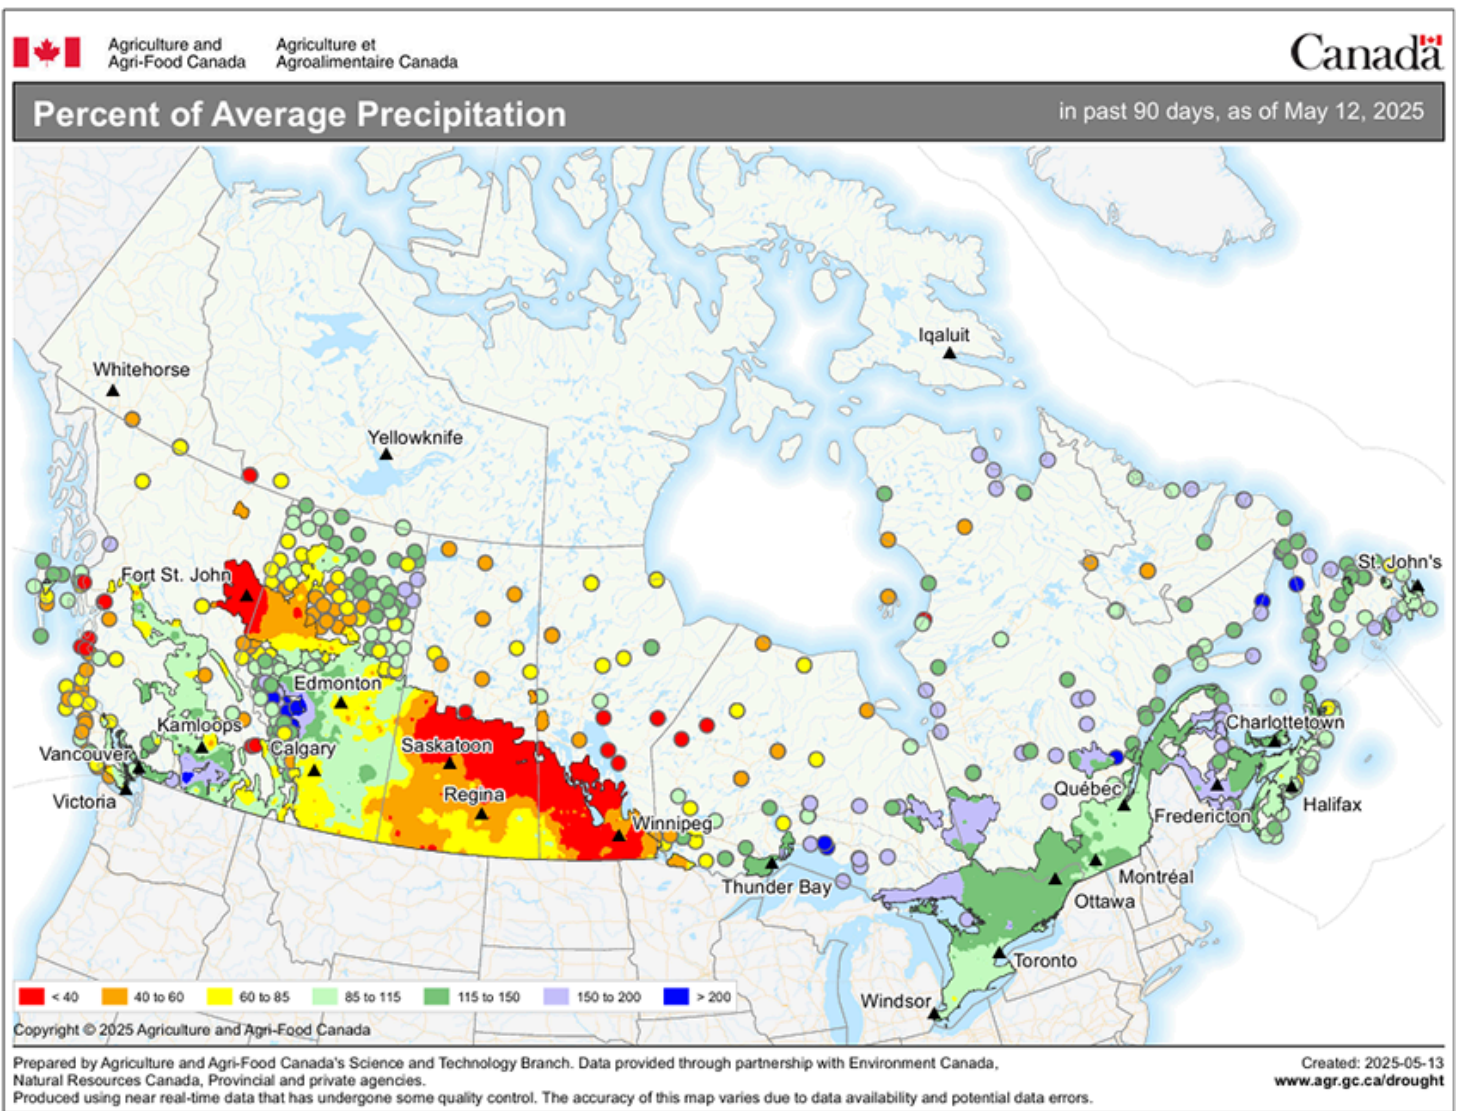 Agriculture and
Agri-Food Canada
Agriculture et
Agroalimentaire Canada
Canada
Percent of Average Precipitation
in past 90 days, as of May 12, 2025
Iqaluit
Whitehorse
Yellowknife
St. John's
Fort St. John
Edmonton
Charlottetown
Kamloops
Calgary
Saskatoon
Vancouver
Québec
Regina
Victoria
Halifax
Fredericton
Winnipeg
Montréal
Thunder Bay
Ottawa
Toronto
Windsor
< 40
40 to 60
60 to 85
85 to 115
115 to 150
150 to 200
> 200
Copyright © 2025 Agriculture and Agri-Food Canada
Prepared by Agriculture and Agri-Food Canada's Science and Technology Branch. Data provided through partnership with Environment Canada,
Natural Resources Canada, Provincial and private agencies.
Produced using near real-time data that has undergone some quality control. The accuracy of this map varies due to data availability and potential data errors.
Created: 2025-05-13
www.agr.gc.ca/drought